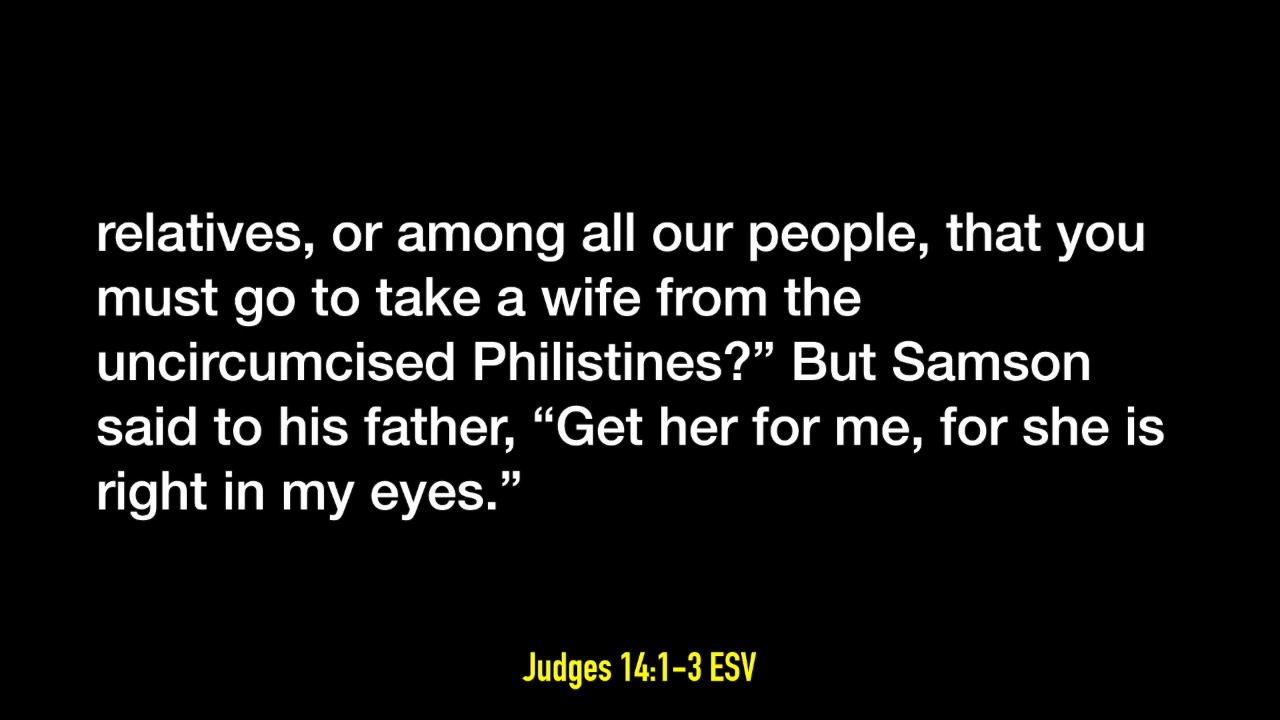 relatives, or among all our people, that you
must go to take a wife from the
uncircumcised Philistines?” But Samson
said to his father, “Get her for me, for she is
right in my eyes.”
Judges 14:1–3 ESV